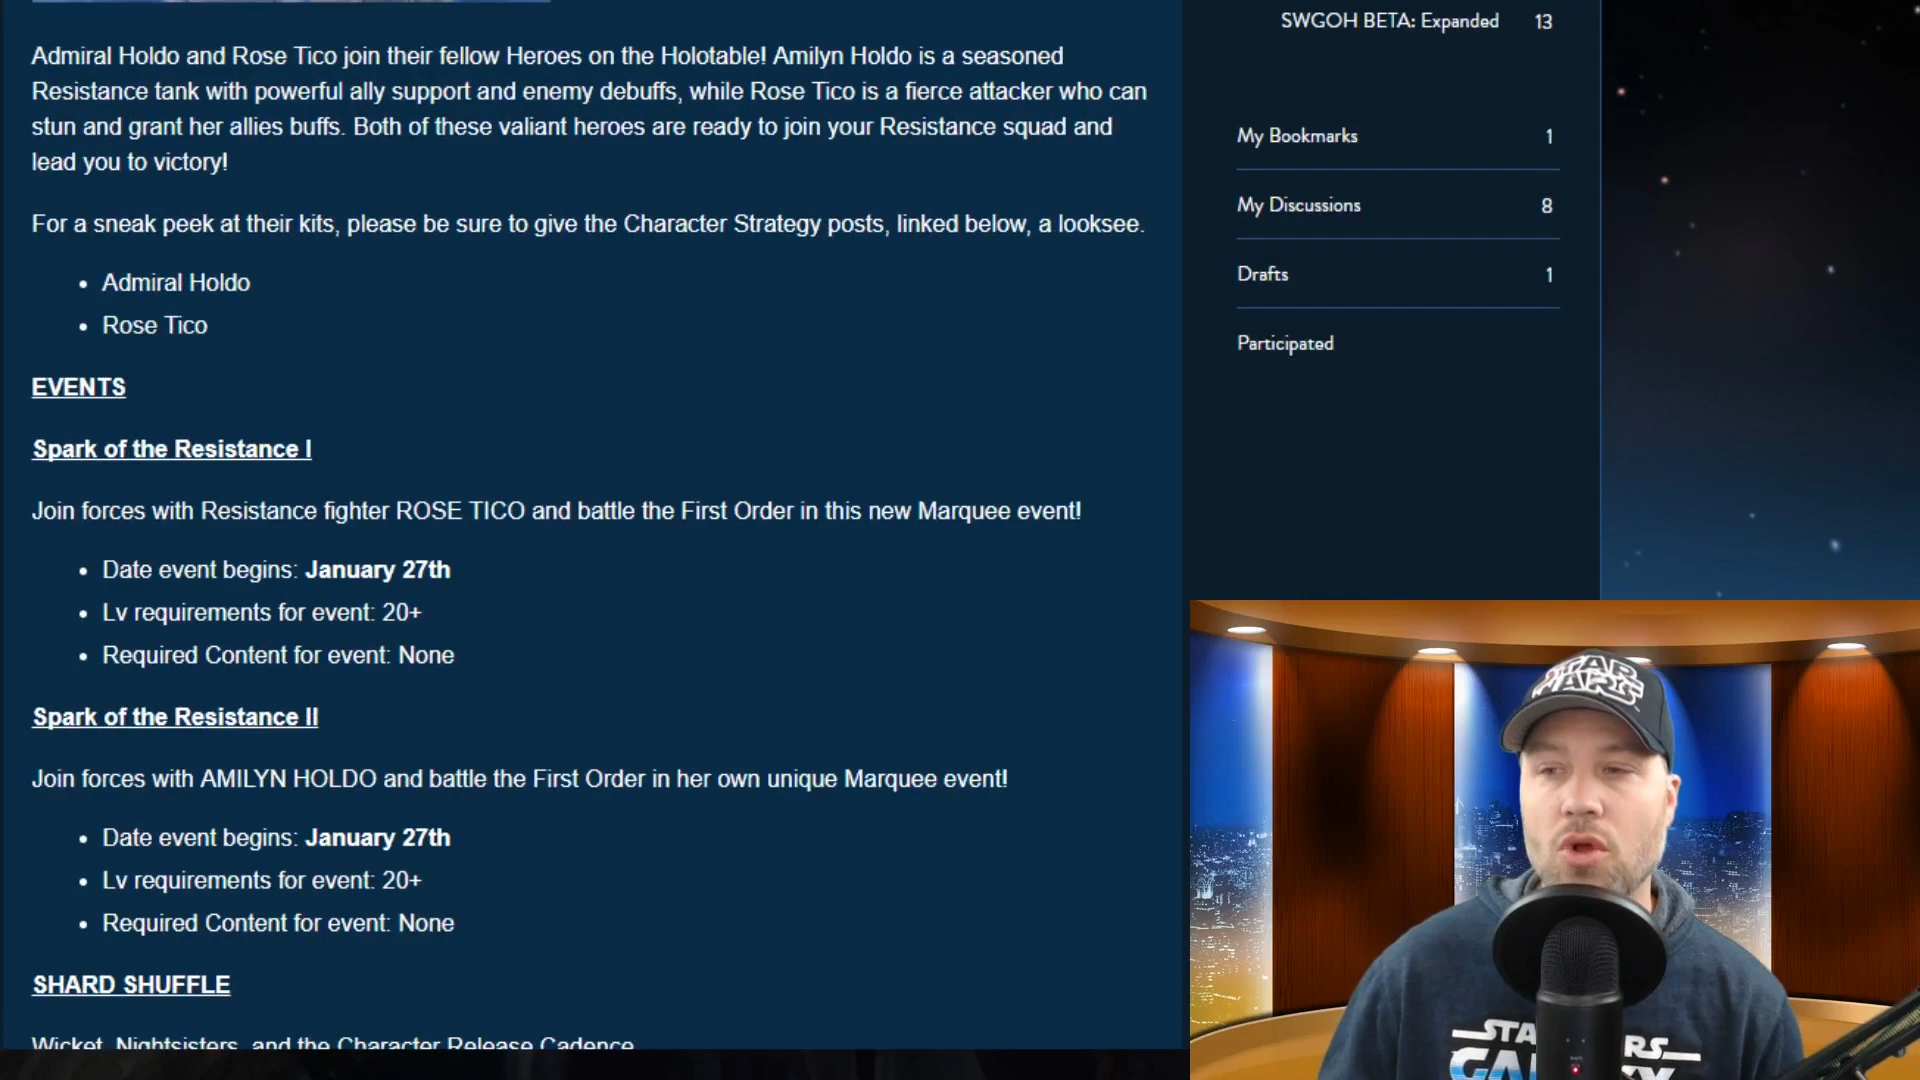 Admiral Holdo and Rose Tico join their fellow Heroes on the Holotable! Amilyn Holdo is a seasoned
Resistance tank with powerful ally support and enemy debuffs, while Rose Tico is a fierce attacker who can
stun and grant her allies buffs. Both of these valiant heroes are ready to join your Resistance squad and
lead you to victory!
For a sneak peek at their kits, please be sure to give the Character Strategy posts, linked below, a looksee.
• Admiral Holdo
• Rose Tico
EVENTS
Spark of the Resistance I
Join forces with Resistance fighter ROSE TICO and battle the First Order in this new Marquee event!
• Date event begins: January 27th
• Lv requirements for event: 20+
• Required Content for event: None
Spark of the Resistance II
Join forces with AMILYN HOLDO and battle the First Order in her own unique Marquee event!
• Date event begins: January 27th
• Lv requirements for event: 20+
• Required Content for event: None
SHARD SHUFFLE
Wicket, Nightsisters, and the Character Release Cadence
SWGOH BETA: Expanded 13
My Bookmarks 1
My Discussions 8
Drafts 1
Participated
STAR
WARS